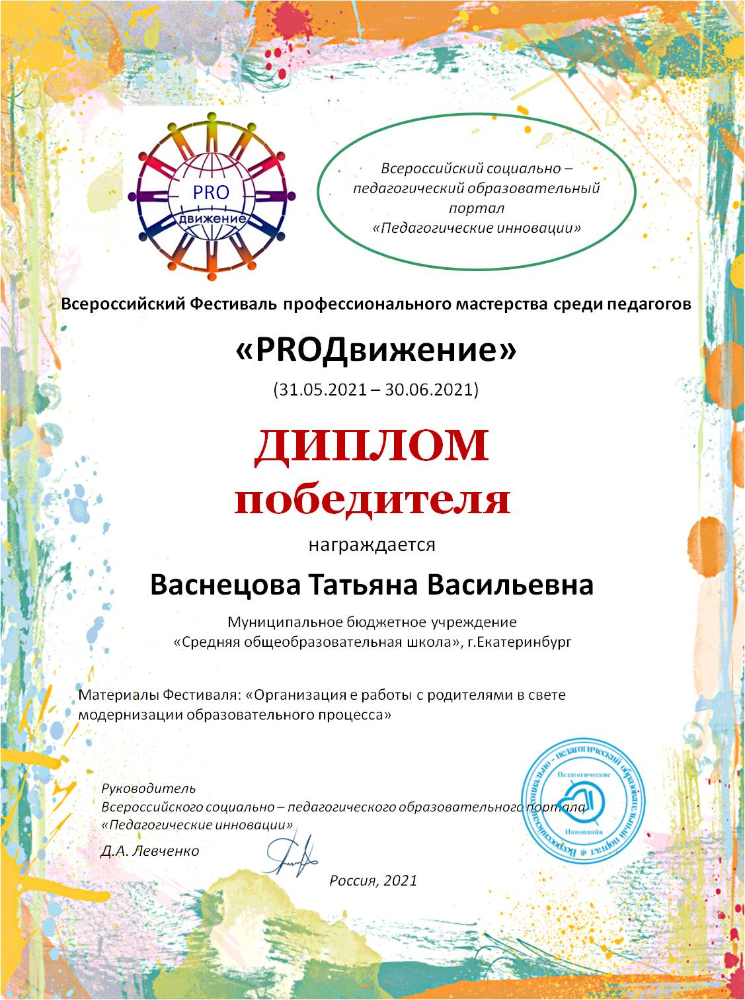 PRO
движение
Всероссийский социально –
педагогический образовательный
портал
«Педагогические инновации»
Всероссийский Фестиваль профессионального мастерства среди педагогов
«PROДвижение»
(31.05.2021 – 30.06.2021)
ДИПЛОМ
победителя
награждается
Васнецова Татьяна Васильевна
Муниципальное бюджетное учреждение
«Средняя общеобразовательная школа», г.Екатеринбург
Материалы Фестиваля: «Организация е работы с родителями в свете
модернизации образовательного процесса»
Руководитель
Всероссийского социально – педагогического образовательного портала
«Педагогические инновации»
Д.А. Левченко
Всероссийский социально - педагогический образовательный портал *
Педагогические
Инновации
Россия, 2021